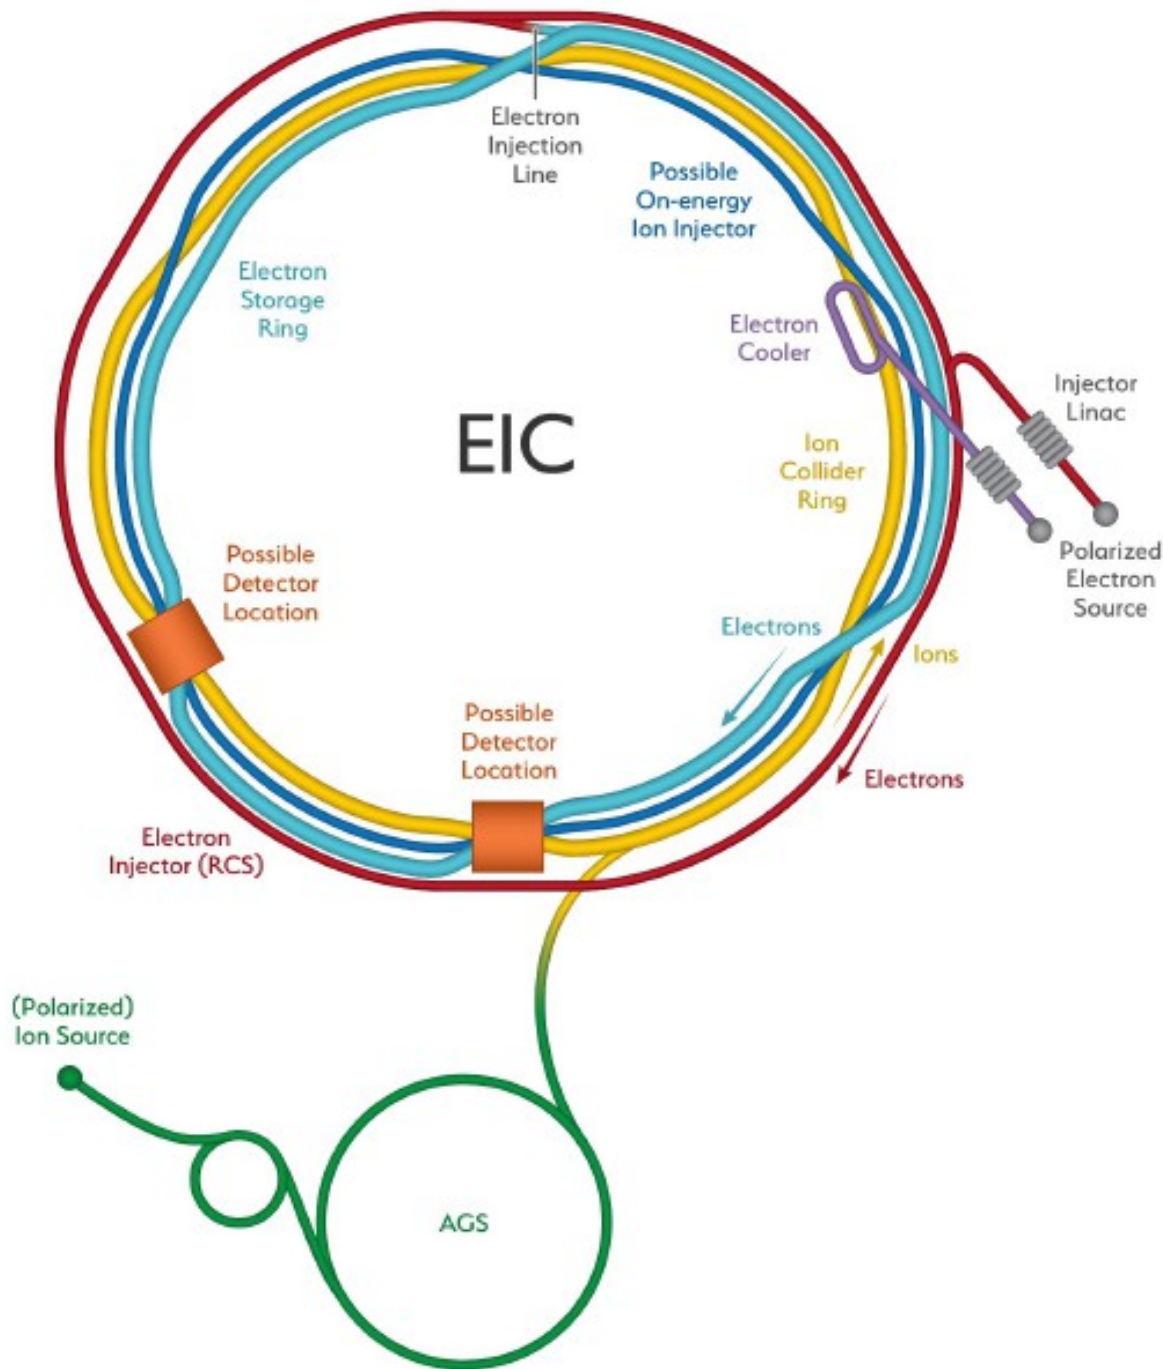 Electron
Injection
Line
Possible
On-energy
Ion Injector
Electron
Storage
Ring
Electron
Cooler
Injector
Linac
EIC
Ion
Collider
Ring
Polarized
Electron
Source
Possible
Detector
Location
Electrons
Ions
Possible
Detector
Location
Electrons
Electron
Injector (RCS)
(Polarized)
Ion Source
AGS